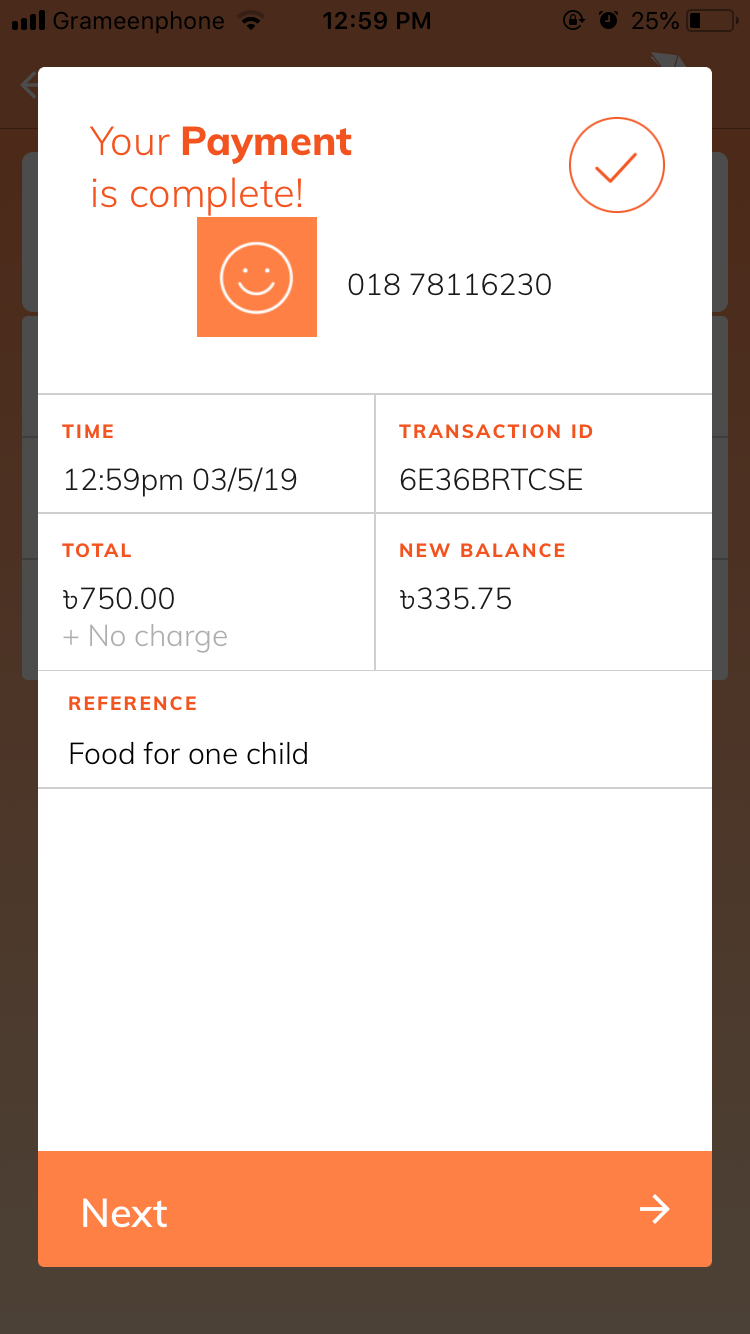 Grameenphone 12:59 PM 25%
Your Payment
is complete!
018 78116230
TIME
12:59pm 03/5/19
TRANSACTION ID
6E36BRTCSE
TOTAL
৳750.00
+ No charge
NEW BALANCE
৳335.75
REFERENCE
Food for one child
Next